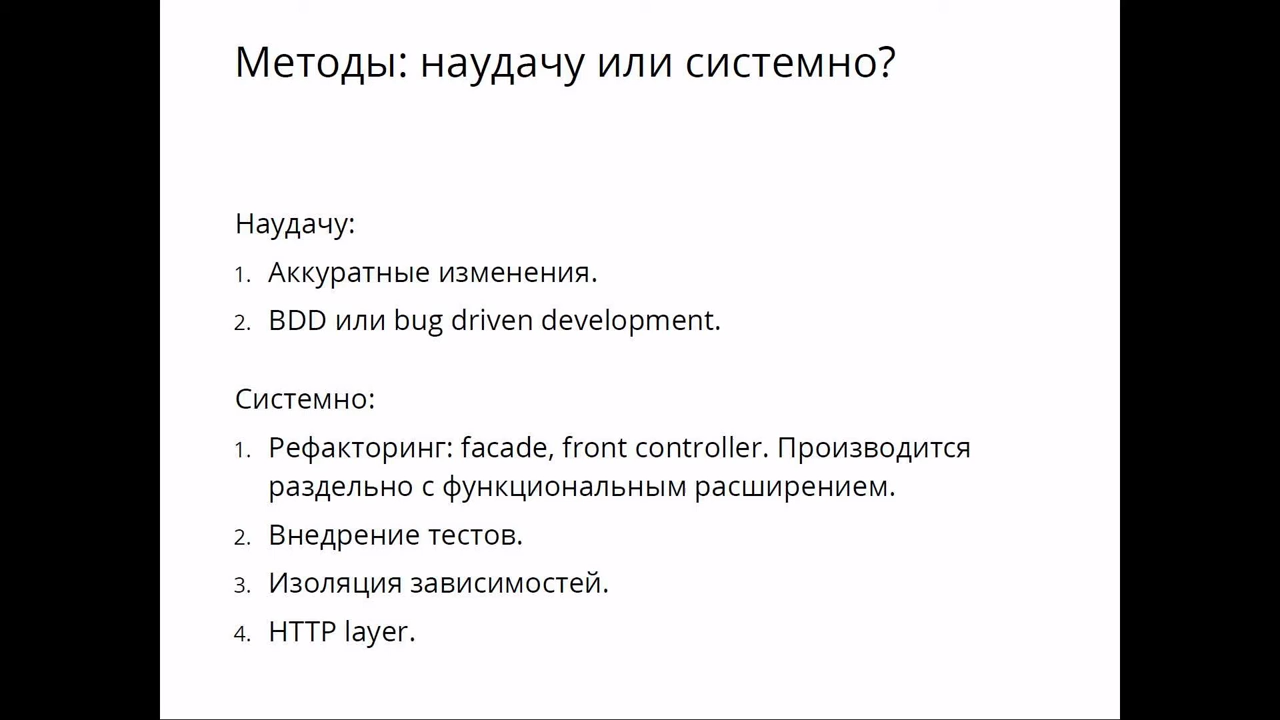 Методы: наудачу или системно?
Наудачу:
1. Аккуратные изменения.
2. BDD или bug driven development.
Системно:
1. Рефакторинг: facade, front controller. Производится
раздельно с функциональным расширением.
2. Внедрение тестов.
3. Изоляция зависимостей.
4. HTTP layer.